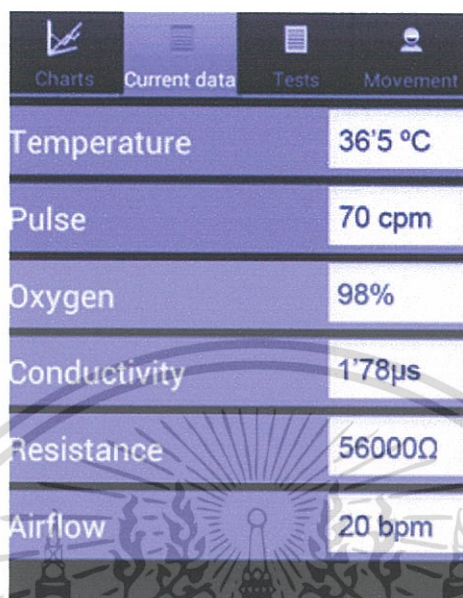 Charts Current data Tests Movement
Temperature 36'5 ºC
Pulse 70 cpm
Oxygen 98%
Conductivity 1'78µs
Resistance 56000Ω
Airflow 20 bpm